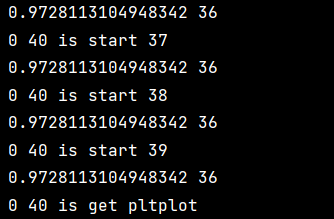 0.9728113104948342 36
0 40 is start 37
0.9728113104948342 36
0 40 is start 38
0.9728113104948342 36
0 40 is start 39
0.9728113104948342 36
0 40 is get pltplot